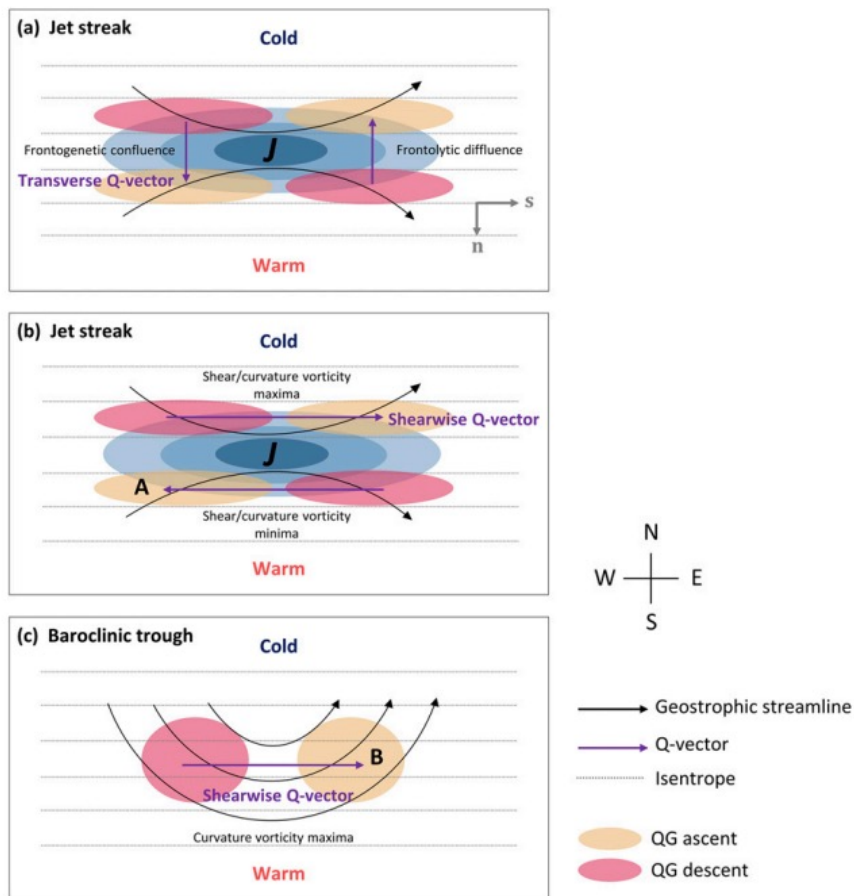 (a) Jet streak
Cold
Frontogenetic confluence
J
Frontolytic diffluence
Transverse Q-vector
s
n
Warm
(b) Jet streak
Cold
Shear/curvature vorticity
maxima
Shearwise Q-vector
J
A
Shear/curvature vorticity
minima
Warm
N
W
E
S
(c) Baroclinic trough
Cold
B
Shearwise Q-vector
Curvature vorticity maxima
Warm
Geostrophic streamline
Q-vector
Isentrope
QG ascent
QG descent